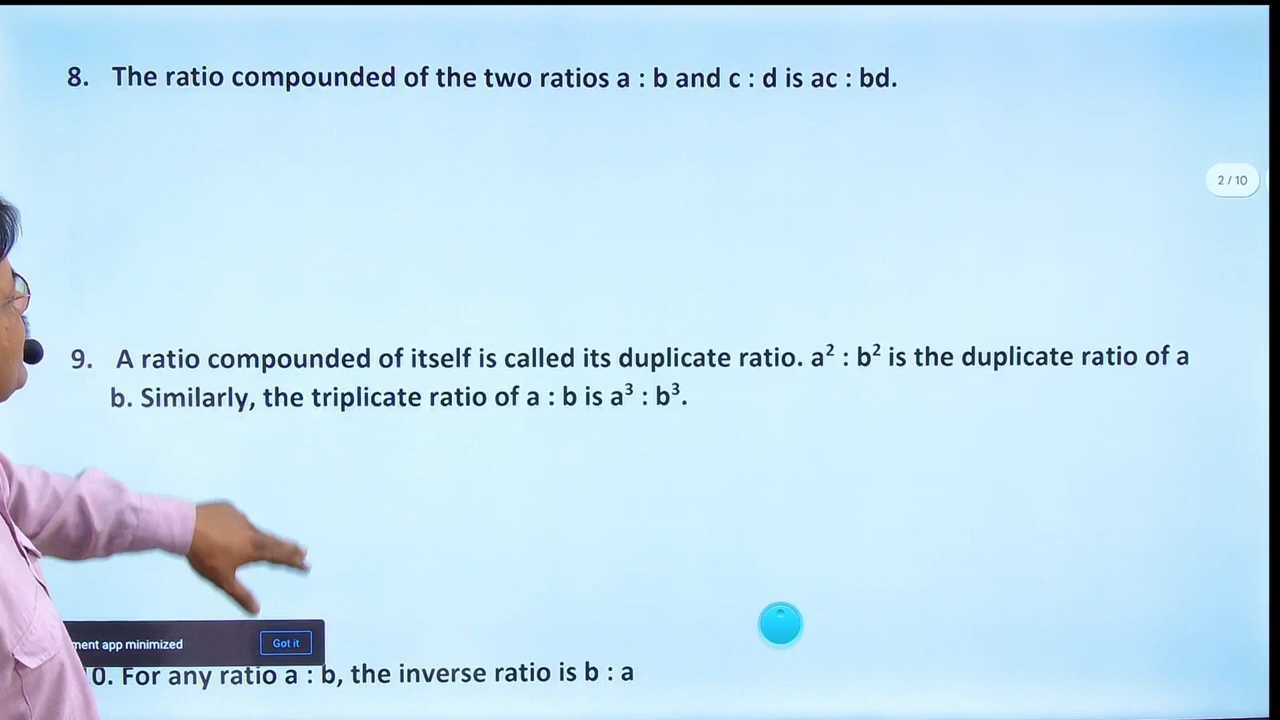 8. The ratio compounded of the two ratios a : b and c : d is ac : bd.
2 / 10
9. A ratio compounded of itself is called its duplicate ratio. a² : b² is the duplicate ratio of a
b. Similarly, the triplicate ratio of a : b is a³ : b³.
app minimized
Got it
0. For any ratio a : b, the inverse ratio is b : a